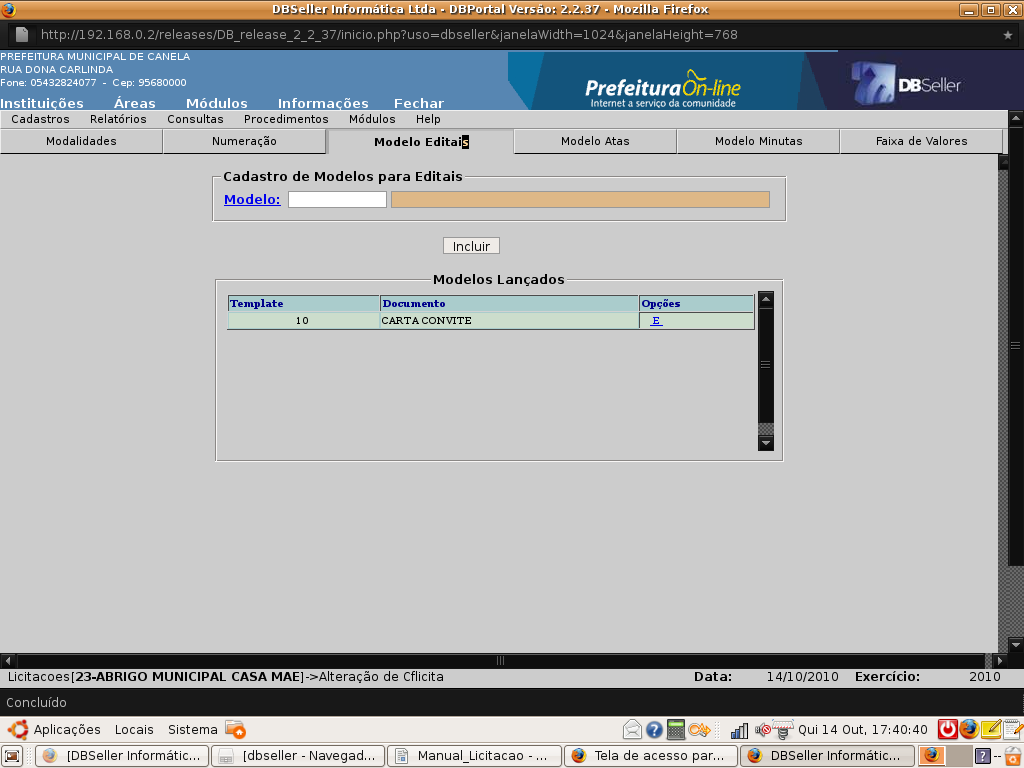 DBSeller Informática Ltda - DBPortal Versão: 2.2.37 - Mozilla Firefox
http://192.168.0.2/releases/DB_release_2_2_37/inicio.php?uso=dbseller&janelaWidth=1024&janelaHeight=768
PREFEITURA MUNICIPAL DE CANELA
RUA DONA CARLINDA
Fone: 05432824077 - Cep: 95680000
Instituições Áreas Módulos Informações Fechar
Prefeitura On-line
Internet a serviço da comunidade
DBSeller
Cadastros Relatórios Consultas Procedimentos Módulos Help
Modalidades Numeração Modelo Editais Modelo Atas Modelo Minutas Faixa de Valores
Cadastro de Modelos para Editais
Modelo:
Incluir
Modelos Lançados
Template Documento Opções
10 CARTA CONVITE E
Licitacoes[23-ABRIGO MUNICIPAL CASA MAE]->Alteração de Cflicita Data: 14/10/2010 Exercício: 2010
Concluído
Aplicações Locais Sistema Qui 14 Out, 17:40:40
[DBSeller Informátic... [dbseller - Navegad... Manual_Licitacao - ... Tela de acesso par... DBSeller Informátic... --